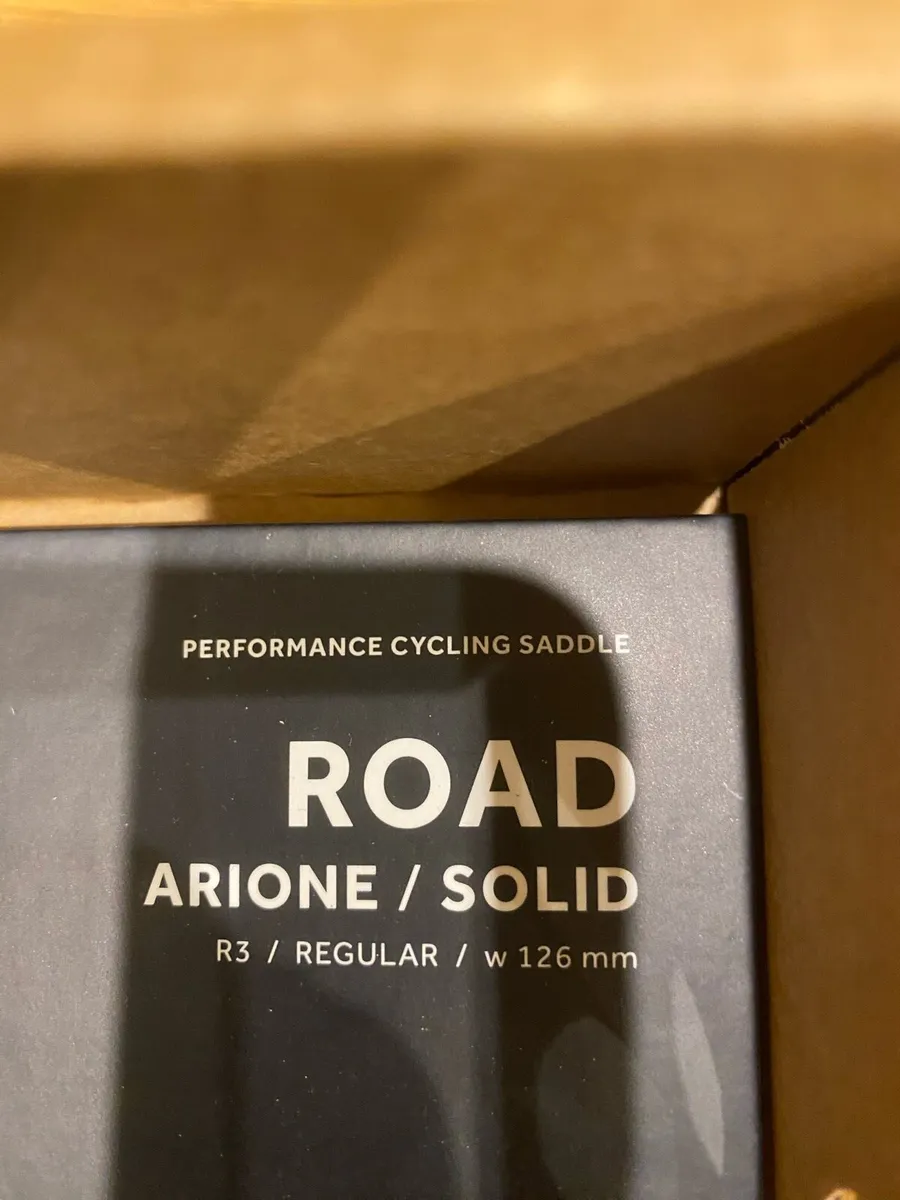 PERFORMANCE CYCLING SADDLE
ROAD
ARIONE / SOLID
R3 / REGULAR / w 126 mm